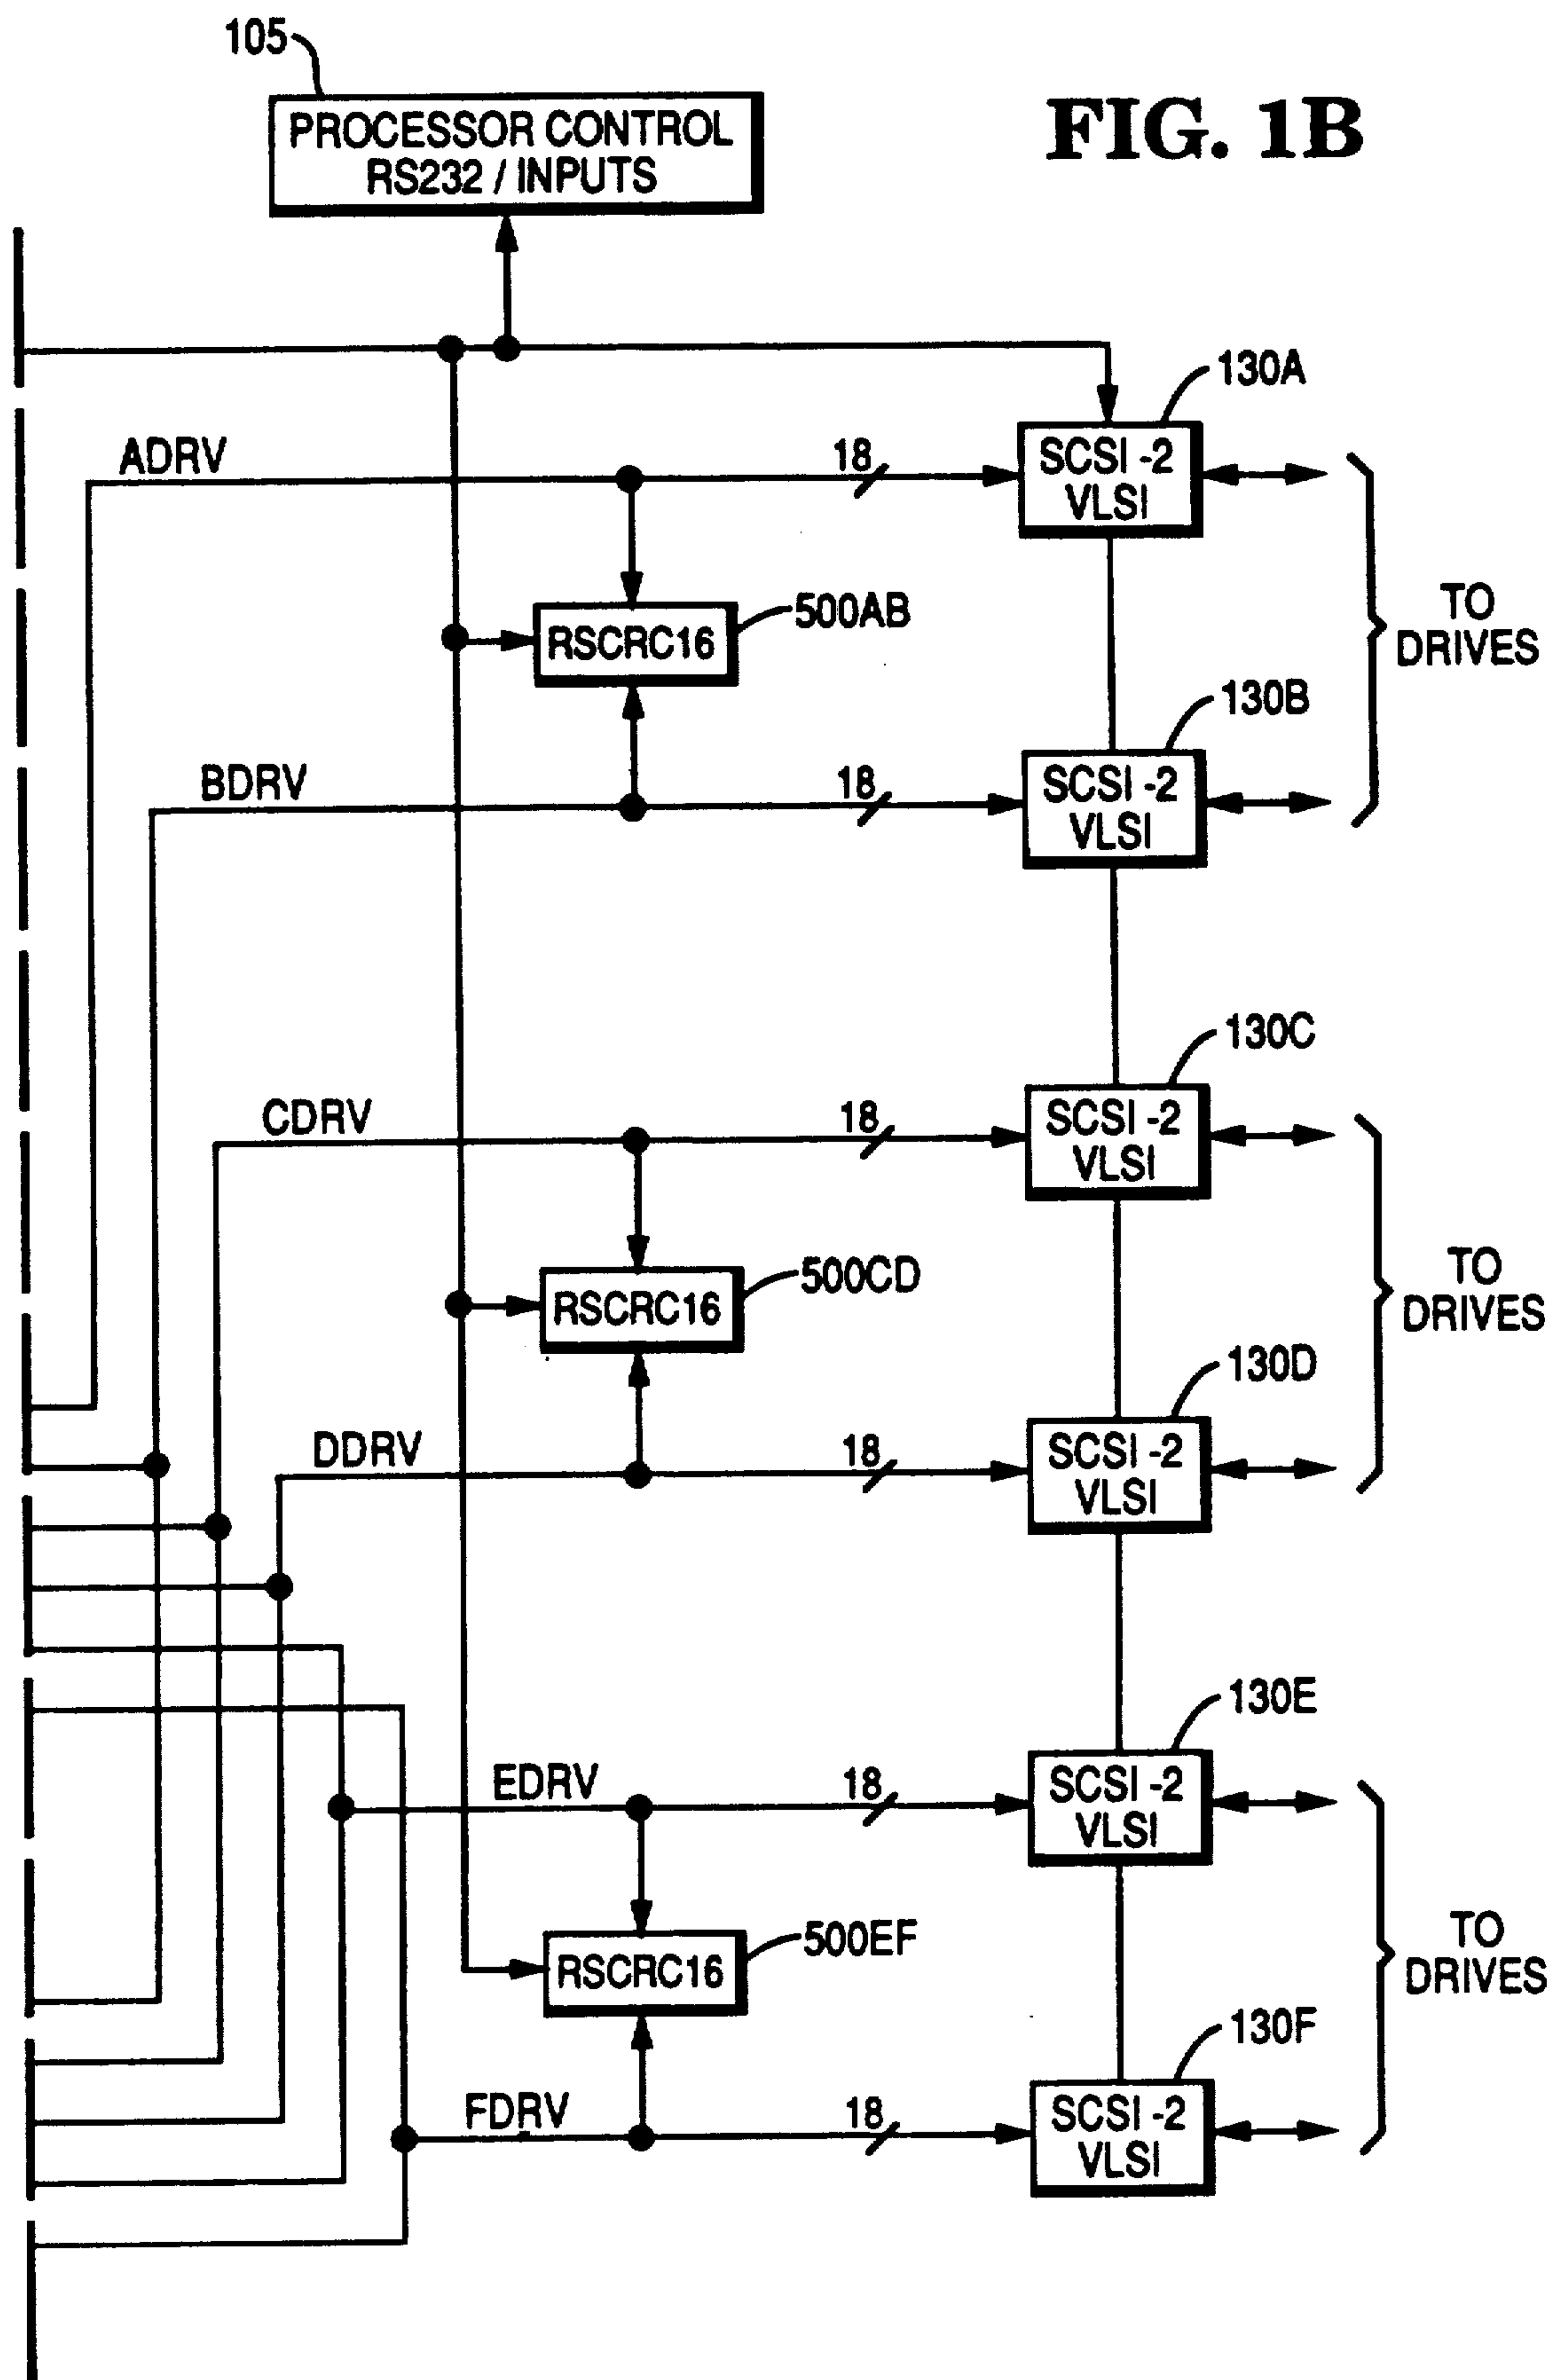 105
PROCESSOR CONTROL
RS232 / INPUTS
FIG. 1B
130A
ADRV
18
SCSI -2
VLSI
500AB
RSCRC16
TO
DRIVES
130B
BDRV
18
SCSI -2
VLSI
130C
CDRV
18
SCSI -2
VLSI
500CD
RSCRC16
TO
DRIVES
130D
DDRV
18
SCSI -2
VLSI
130E
EDRV
18
SCSI -2
VLSI
500EF
RSCRC16
TO
DRIVES
130F
FDRV
18
SCSI -2
VLSI